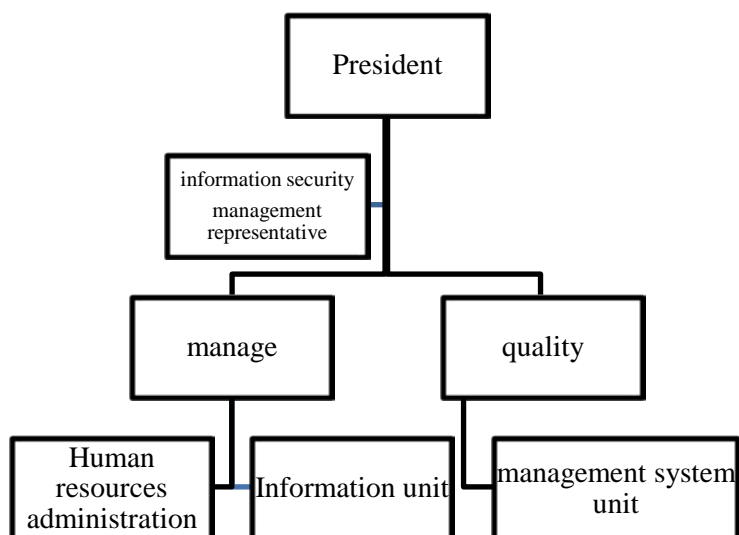 President
information security
management
representative
manage
quality
Human
resources
administration
Information unit
management system
unit